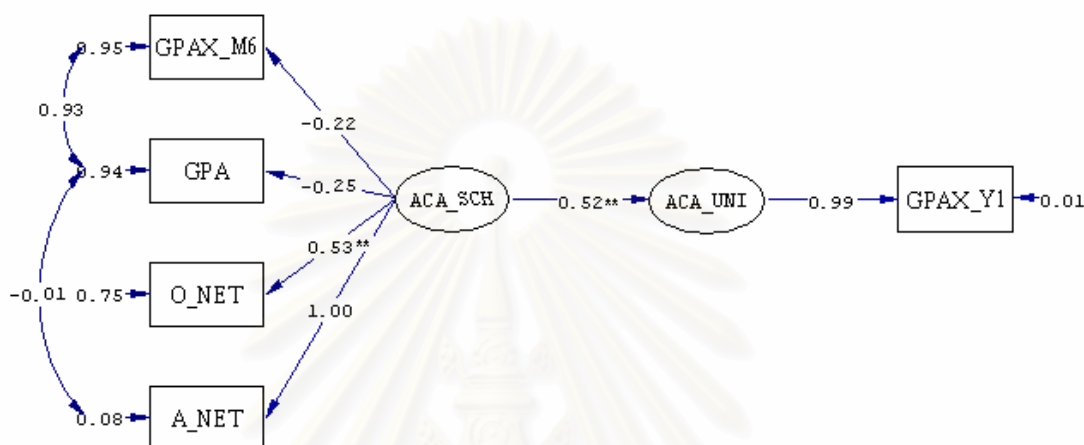 0.95 GPAX_M6
0.93
-0.22
0.94 GPA
-0.25
ACA_SCH 0.52** ACA_UNI 0.99 GPAX_Y1 0.01
0.53**
-0.01 0.75 O_NET
1.00
0.08 A_NET